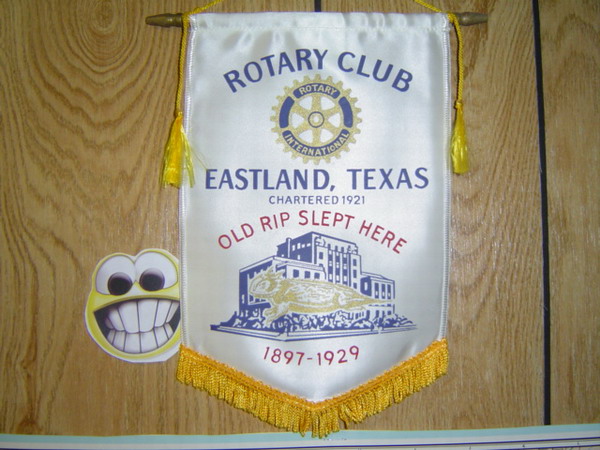 ROTARY CLUB
ROTARY
INTERNATIONAL
EASTLAND, TEXAS
CHARTERED 1921
OLD RIP SLEPT HERE
1897-1929